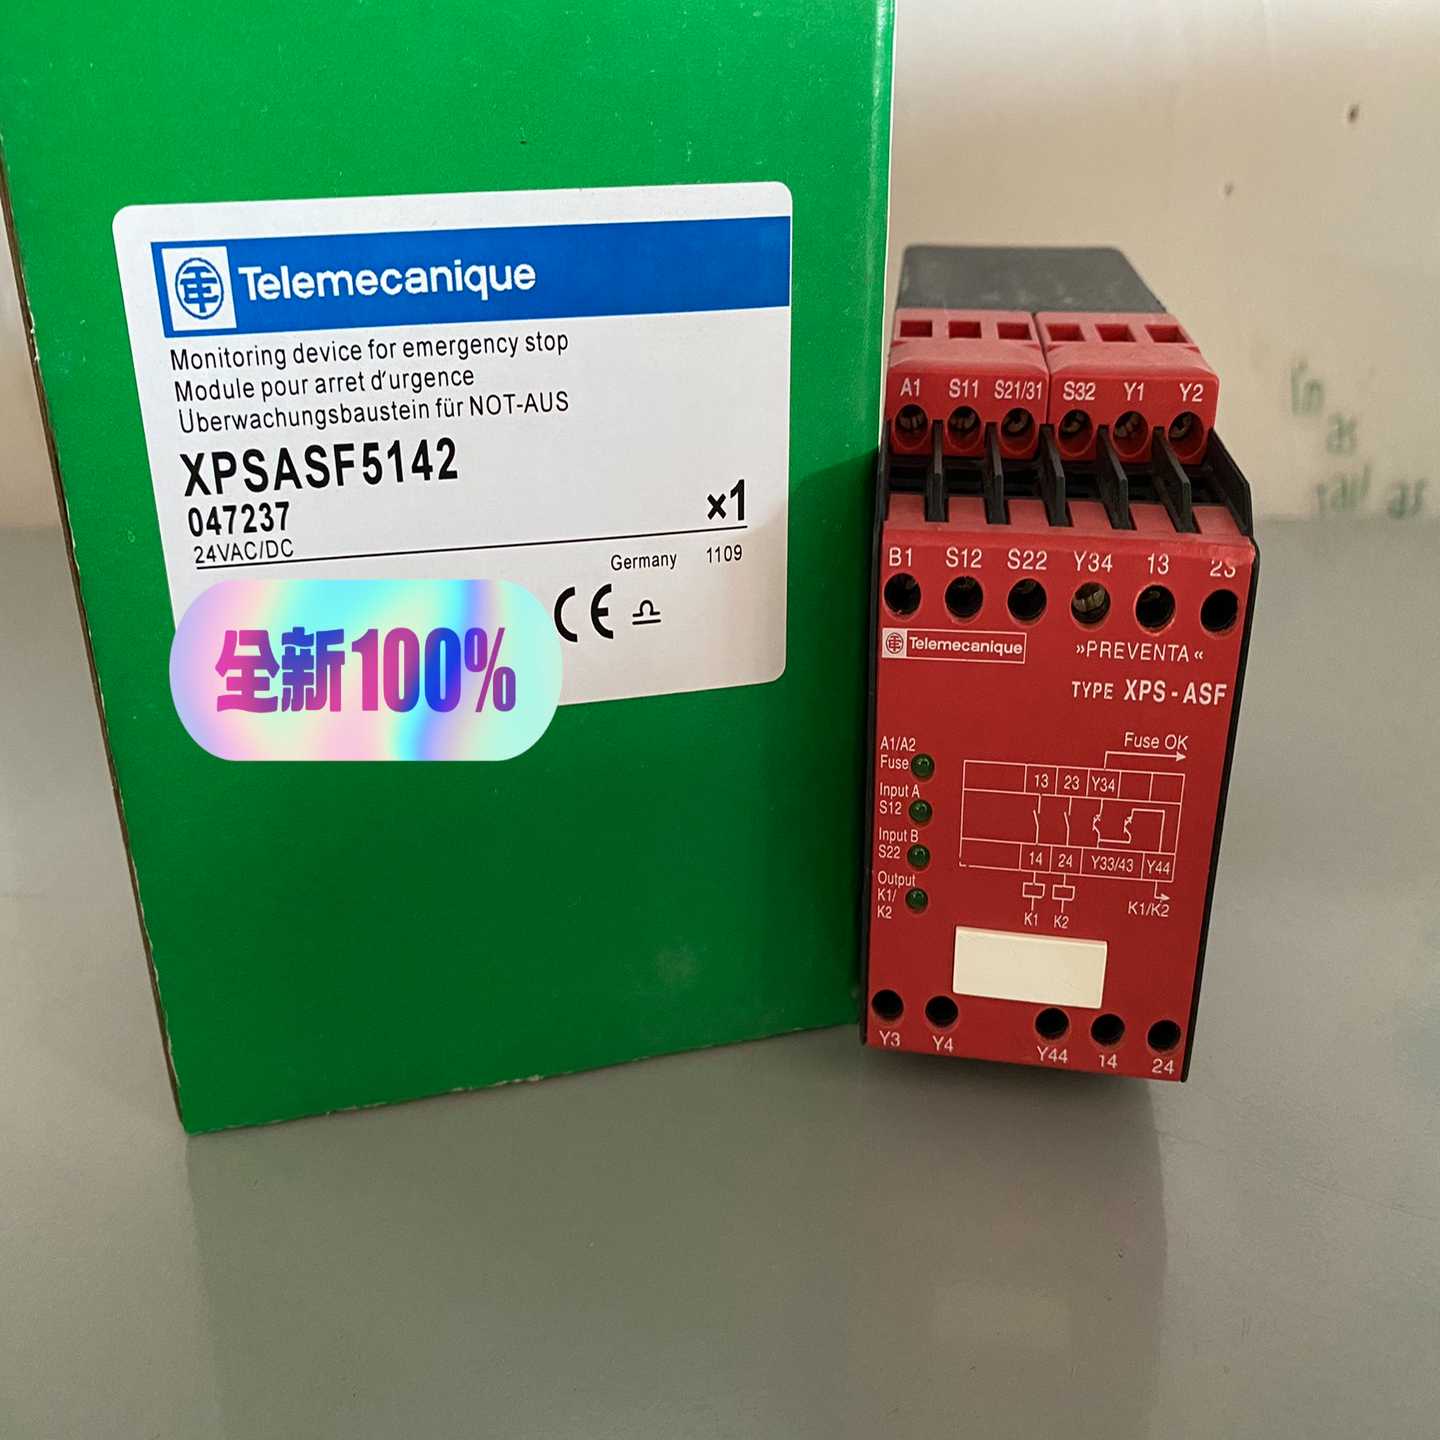 Telemecanique
Monitoring device for emergency stop
Module pour arret d'urgence
Überwachungsbaustein für NOT-AUS
XPSASF5142
047237
x1
24VAC/DC
Germany 1109
CE
全新100%
A1 S11 S21/31 S32 Y1 Y2
B1 S12 S22 Y34 13 23
Telemecanique
»PREVENTA«
TYPE XPS-ASF
A1/A2
Fuse
Input A
S12
Input B
S22
Output
K1/
K2
Fuse OK
13 23 Y34
14 24 Y33/43 Y44
K1 K2
K1/K2
Y3 Y4 Y44 14 24